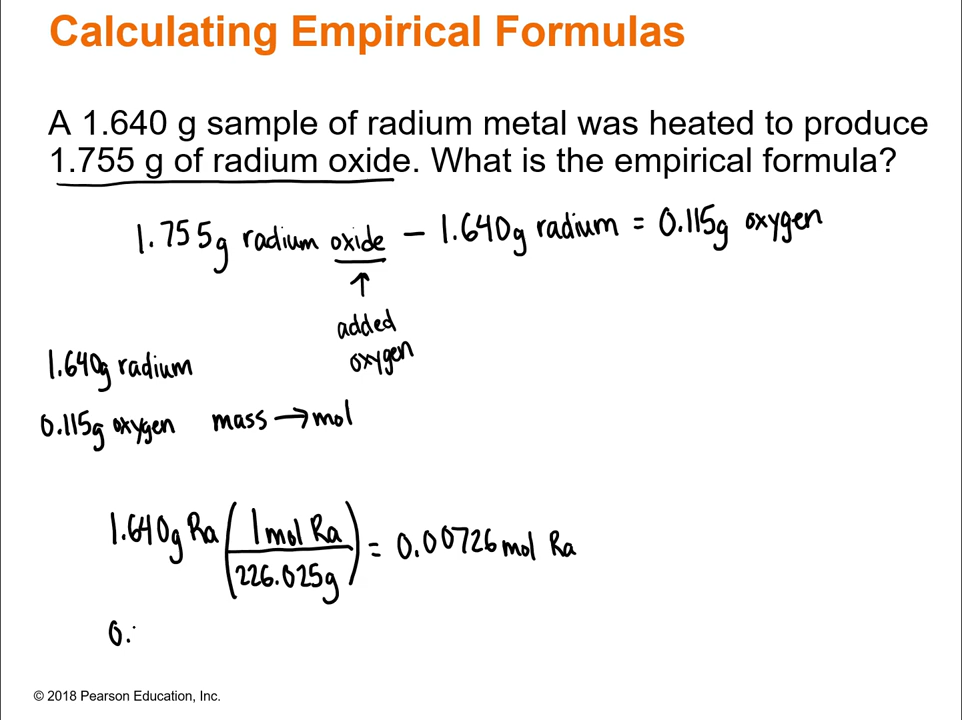 Calculating Empirical Formulas
A 1.640 g sample of radium metal was heated to produce
1.755 g of radium oxide. What is the empirical formula?
1.755g radium oxide − 1.640g radium = 0.115g oxygen
↑
added
oxygen
1.640g radium
0.115g oxygen mass → mol
1.640g Ra (1 mol Ra / 226.025g) = 0.00726 mol Ra
0.
© 2018 Pearson Education, Inc.